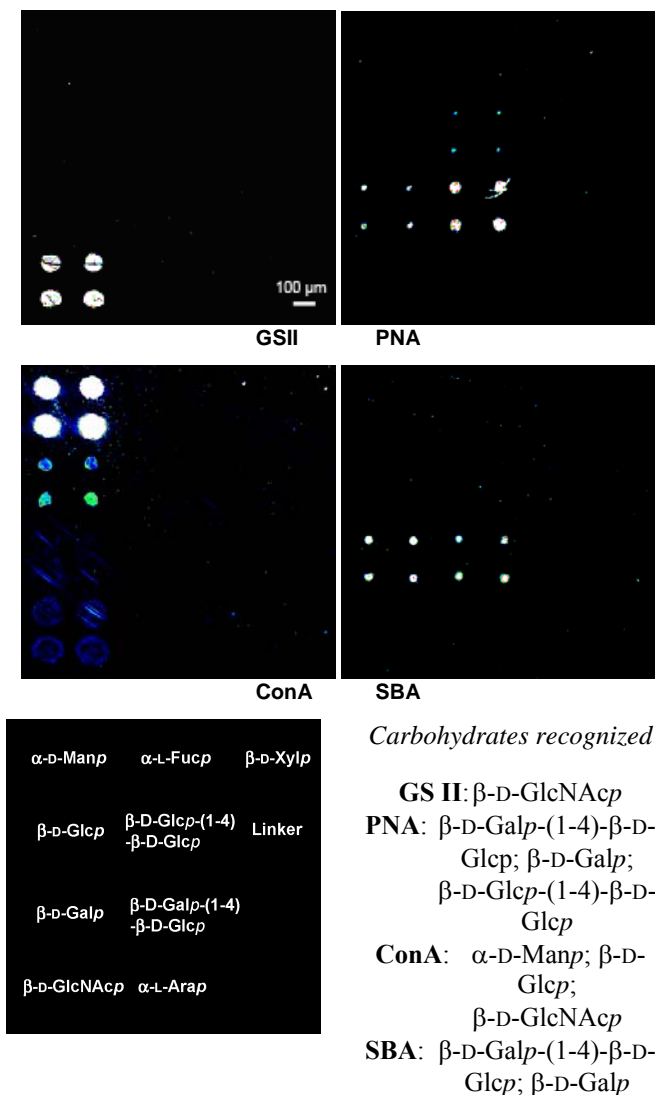 100 µm
GSII
PNA
ConA
SBA
α-D-Manp α-L-Fucp β-D-Xylp
β-D-Glcp β-D-Glcp-(1-4)
-β-D-Glcp Linker
β-D-Galp β-D-Galp-(1-4)
-β-D-Glcp
β-D-GlcNAcp α-L-Arap
Carbohydrates recognized
GS II: β-D-GlcNAcp
PNA: β-D-Galp-(1-4)-β-D-
Glcp; β-D-Galp;
β-D-Glcp-(1-4)-β-D-
Glcp
ConA: α-D-Manp; β-D-
Glcp;
β-D-GlcNAcp
SBA: β-D-Galp-(1-4)-β-D-
Glcp; β-D-Galp